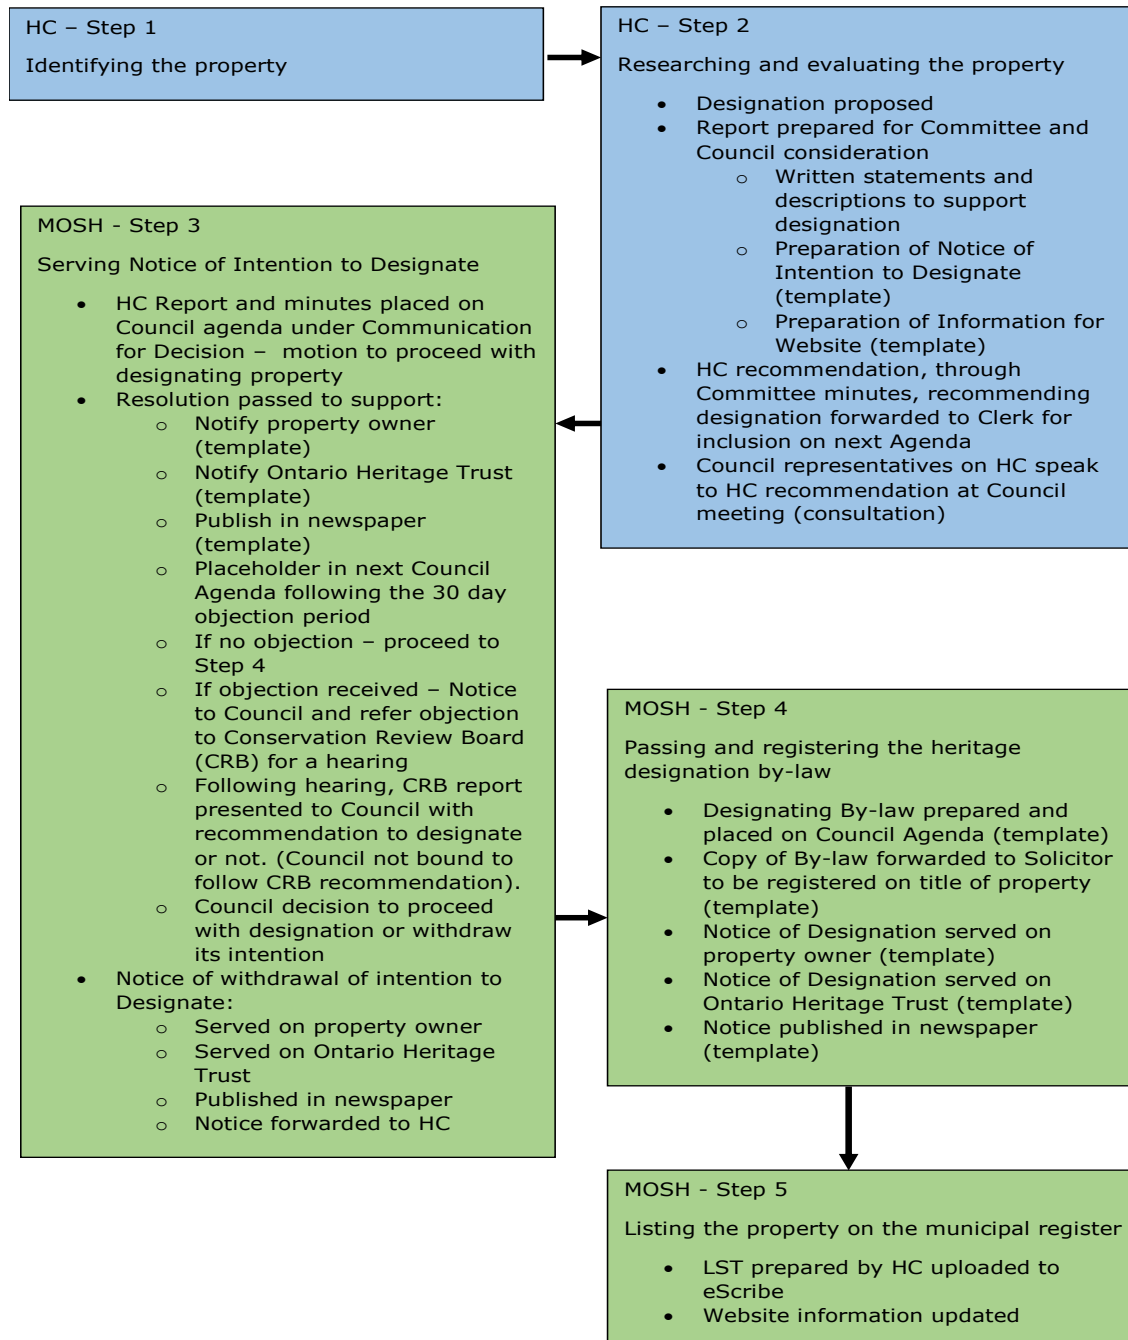 HC – Step 1
Identifying the property
HC – Step 2
Researching and evaluating the property
• Designation proposed
• Report prepared for Committee and
Council consideration
o Written statements and
descriptions to support
designation
o Preparation of Notice of
Intention to Designate
(template)
o Preparation of Information for
Website (template)
• HC recommendation, through
Committee minutes, recommending
designation forwarded to Clerk for
inclusion on next Agenda
• Council representatives on HC speak
to HC recommendation at Council
meeting (consultation)
MOSH - Step 3
Serving Notice of Intention to Designate
• HC Report and minutes placed on
Council agenda under Communication
for Decision – motion to proceed with
designating property
• Resolution passed to support:
o Notify property owner
(template)
o Notify Ontario Heritage Trust
(template)
o Publish in newspaper
(template)
o Placeholder in next Council
Agenda following the 30 day
objection period
o If no objection – proceed to
Step 4
o If objection received – Notice
to Council and refer objection
to Conservation Review Board
(CRB) for a hearing
o Following hearing, CRB report
presented to Council with
recommendation to designate
or not. (Council not bound to
follow CRB recommendation).
o Council decision to proceed
with designation or withdraw
its intention
• Notice of withdrawal of intention to
Designate:
o Served on property owner
o Served on Ontario Heritage
Trust
o Published in newspaper
o Notice forwarded to HC
MOSH - Step 4
Passing and registering the heritage
designation by-law
• Designating By-law prepared and
placed on Council Agenda (template)
• Copy of By-law forwarded to Solicitor
to be registered on title of property
(template)
• Notice of Designation served on
property owner (template)
• Notice of Designation served on
Ontario Heritage Trust (template)
• Notice published in newspaper
(template)
MOSH - Step 5
Listing the property on the municipal register
• LST prepared by HC uploaded to
eScribe
• Website information updated